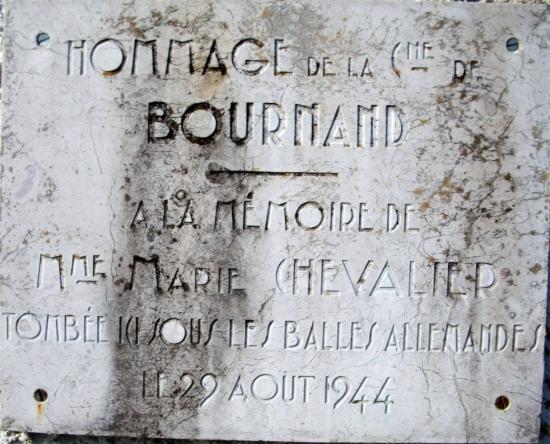 HOMMAGE DE LA CNE DE
BOURNAND
A LA MÉMOIRE DE
MME MARIE CHEVALIER
TOMBÉE ICI SOUS LES BALLES ALLEMANDES
LE 29 AOUT 1944